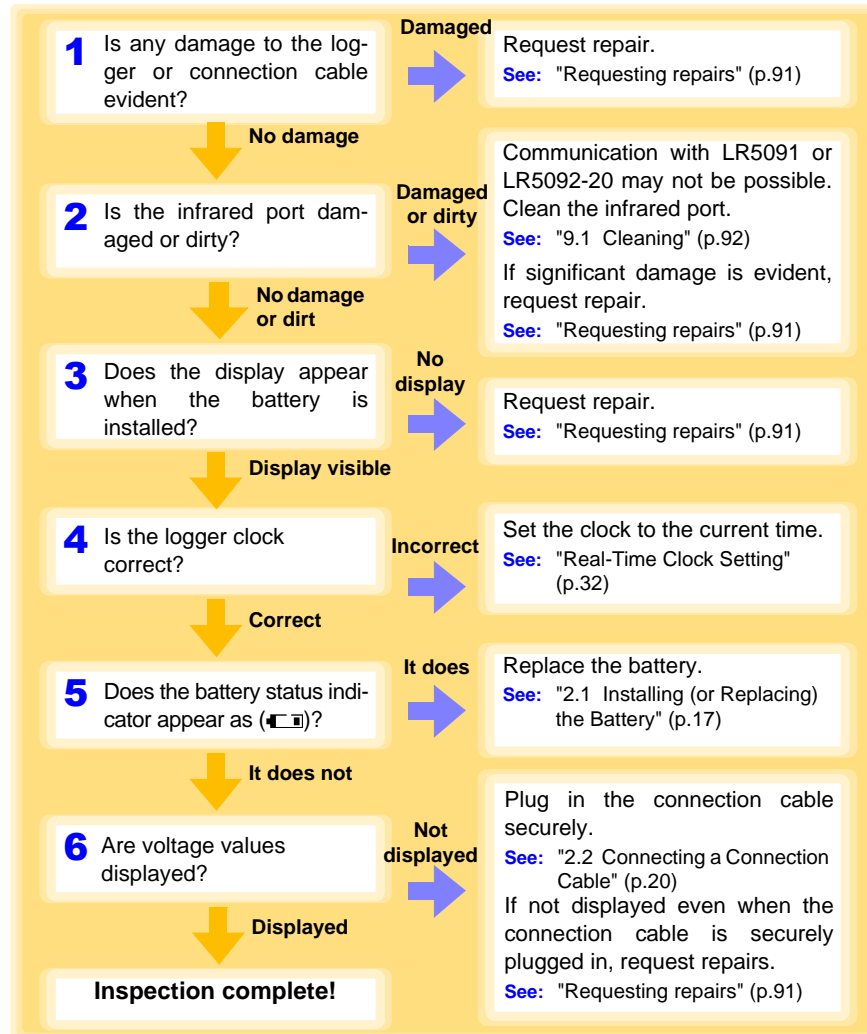 1 Is any damage to the log-
ger or connection cable
evident?
Damaged
Request repair.
See: "Requesting repairs" (p.91)
No damage
2 Is the infrared port dam-
aged or dirty?
Damaged
or dirty
Communication with LR5091 or
LR5092-20 may not be possible.
Clean the infrared port.
See: "9.1 Cleaning" (p.92)
If significant damage is evident,
request repair.
See: "Requesting repairs" (p.91)
No damage
or dirt
3 Does the display appear
when the battery is
installed?
No
display
Request repair.
See: "Requesting repairs" (p.91)
Display visible
4 Is the logger clock
correct?
Incorrect
Set the clock to the current time.
See: "Real-Time Clock Setting"
(p.32)
Correct
5 Does the battery status indi-
cator appear as ( )?
It does
Replace the battery.
See: "2.1 Installing (or Replacing)
the Battery" (p.17)
It does not
6 Are voltage values
displayed?
Not
displayed
Plug in the connection cable
securely.
See: "2.2 Connecting a Connection
Cable" (p.20)
If not displayed even when the
connection cable is securely
plugged in, request repairs.
See: "Requesting repairs" (p.91)
Displayed
Inspection complete!